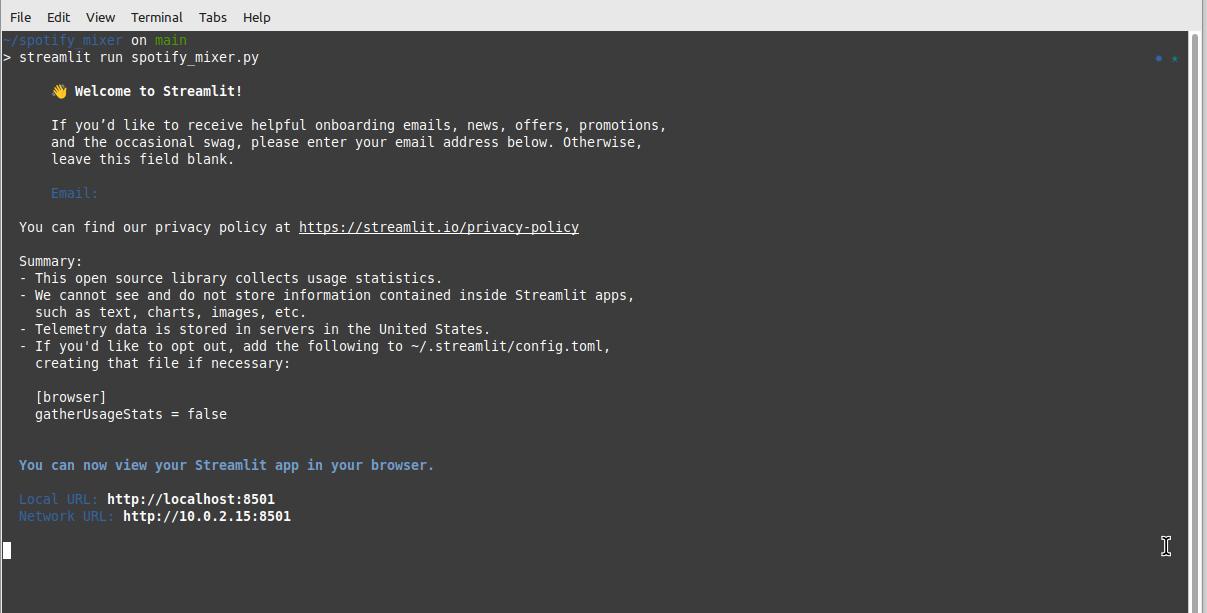 File Edit View Terminal Tabs Help
~/spotify_mixer on main
> streamlit run spotify_mixer.py
👋 Welcome to Streamlit!
If you’d like to receive helpful onboarding emails, news, offers, promotions,
and the occasional swag, please enter your email address below. Otherwise,
leave this field blank.
Email:
You can find our privacy policy at https://streamlit.io/privacy-policy
Summary:
- This open source library collects usage statistics.
- We cannot see and do not store information contained inside Streamlit apps,
such as text, charts, images, etc.
- Telemetry data is stored in servers in the United States.
- If you'd like to opt out, add the following to ~/.streamlit/config.toml,
creating that file if necessary:
[browser]
gatherUsageStats = false
You can now view your Streamlit app in your browser.
Local URL: http://localhost:8501
Network URL: http://10.0.2.15:8501